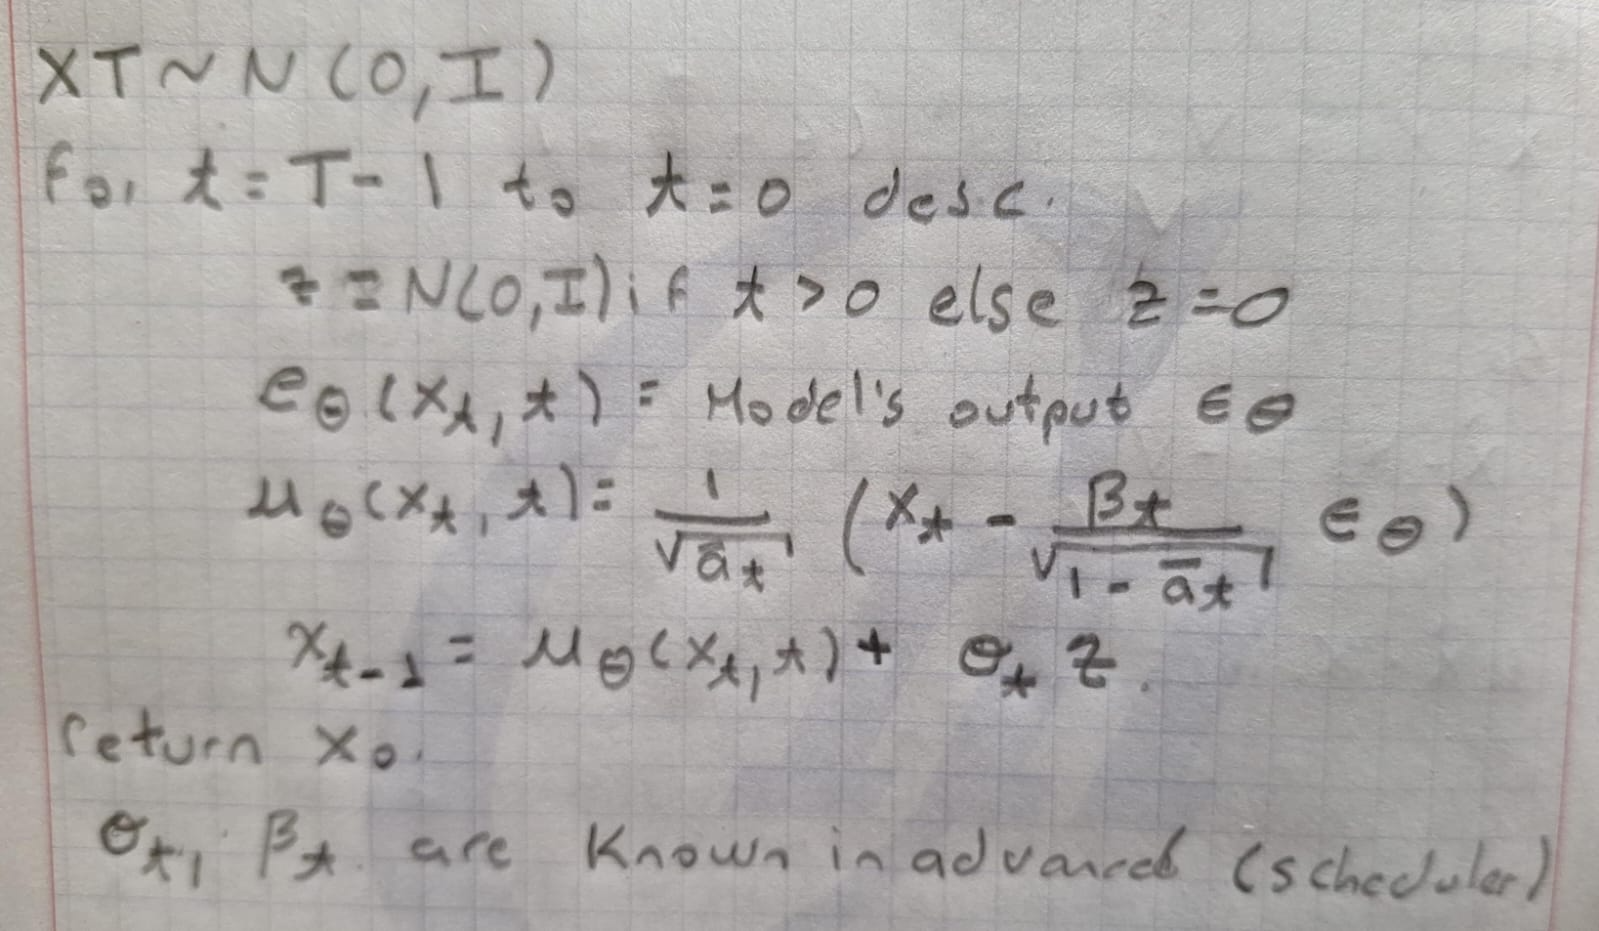 XT ~ N(0, I)
for t = T - 1 to t = 0 desc.
z = N(0, I) if t > 0 else z = 0
eθ(xt, t) = Model's output ϵθ
μθ(xt, t) = 1/√āt (xt - βt/√1 - āt ϵθ)
xt-1 = μθ(xt, t) + σt z.
return x0.
σt, βt are known in advanced (scheduler)